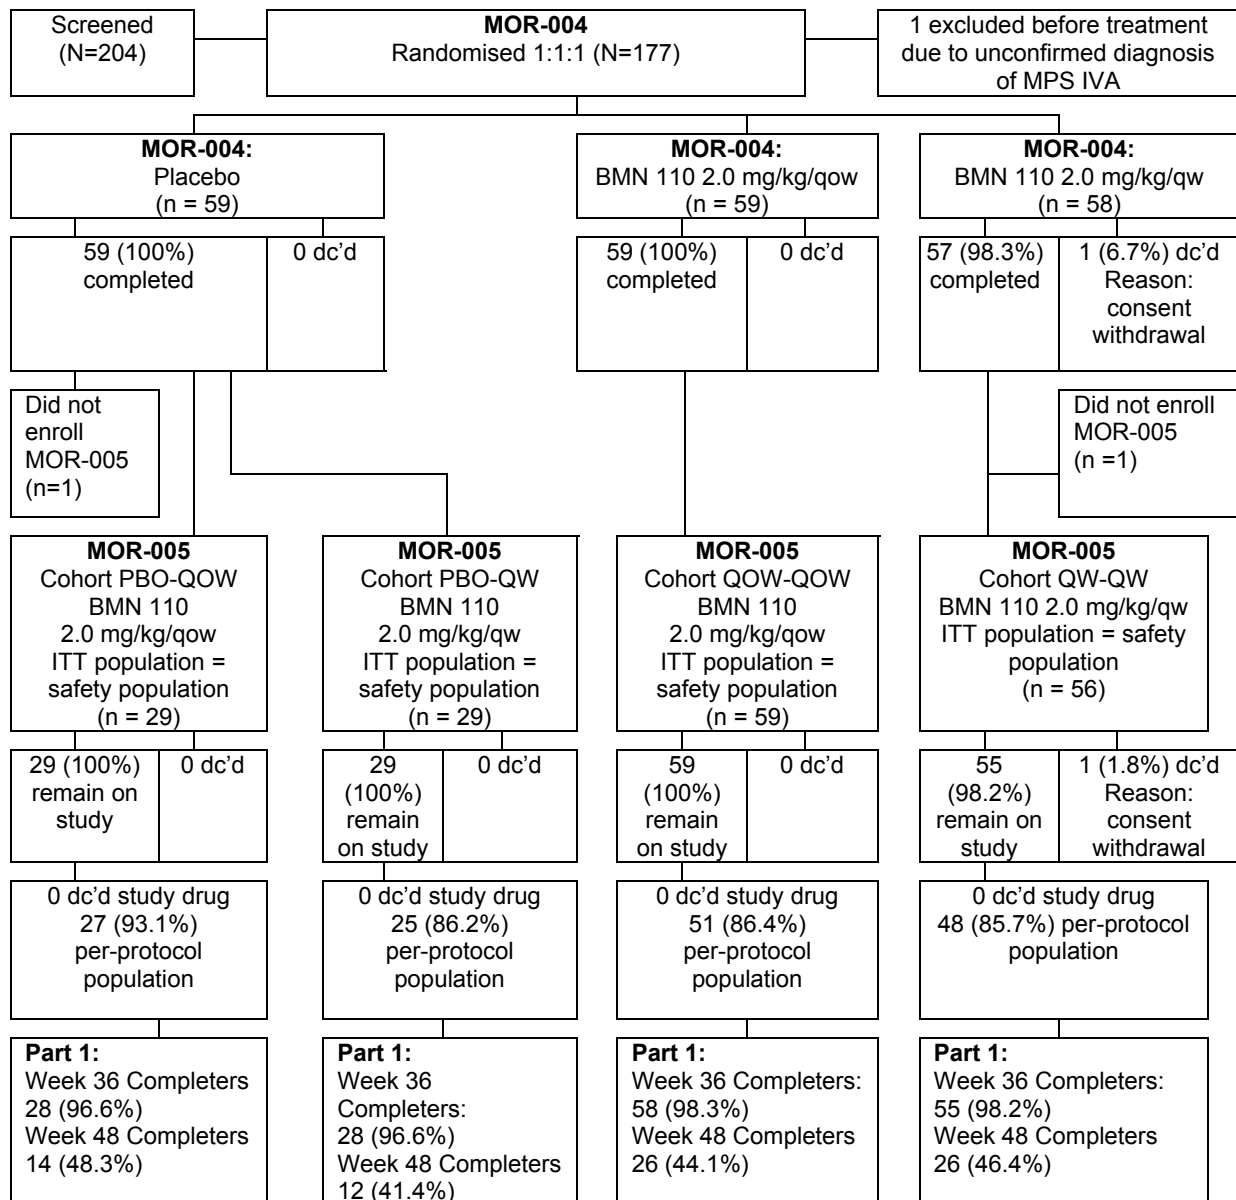 Screened
(N=204)
MOR-004
Randomised 1:1:1 (N=177)
1 excluded before treatment
due to unconfirmed diagnosis
of MPS IVA
MOR-004:
Placebo
(n = 59)
MOR-004:
BMN 110 2.0 mg/kg/qow
(n = 59)
MOR-004:
BMN 110 2.0 mg/kg/qw
(n = 58)
59 (100%)
completed
0 dc'd
59 (100%)
completed
0 dc'd
57 (98.3%)
completed
1 (6.7%) dc'd
Reason:
consent
withdrawal
Did not
enroll
MOR-005
(n=1)
Did not enroll
MOR-005
(n =1)
MOR-005
Cohort PBO-QOW
BMN 110
2.0 mg/kg/qow
ITT population =
safety population
(n = 29)
MOR-005
Cohort PBO-QW
BMN 110
2.0 mg/kg/qw
ITT population =
safety population
(n = 29)
MOR-005
Cohort QOW-QOW
BMN 110
2.0 mg/kg/qow
ITT population =
safety population
(n = 59)
MOR-005
Cohort QW-QW
BMN 110 2.0 mg/kg/qw
ITT population = safety
population
(n = 56)
29 (100%)
remain on
study
0 dc'd
29
(100%)
remain
on study
0 dc'd
59
(100%)
remain
on study
0 dc'd
55
(98.2%)
remain on
study
1 (1.8%) dc'd
Reason:
consent
withdrawal
0 dc'd study drug
27 (93.1%)
per-protocol
population
0 dc'd study drug
25 (86.2%)
per-protocol
population
0 dc'd study drug
51 (86.4%)
per-protocol
population
0 dc'd study drug
48 (85.7%) per-protocol
population
Part 1:
Week 36 Completers
28 (96.6%)
Week 48 Completers
14 (48.3%)
Part 1:
Week 36
Completers:
28 (96.6%)
Week 48 Completers
12 (41.4%)
Part 1:
Week 36 Completers:
58 (98.3%)
Week 48 Completers
26 (44.1%)
Part 1:
Week 36 Completers:
55 (98.2%)
Week 48 Completers
26 (46.4%)